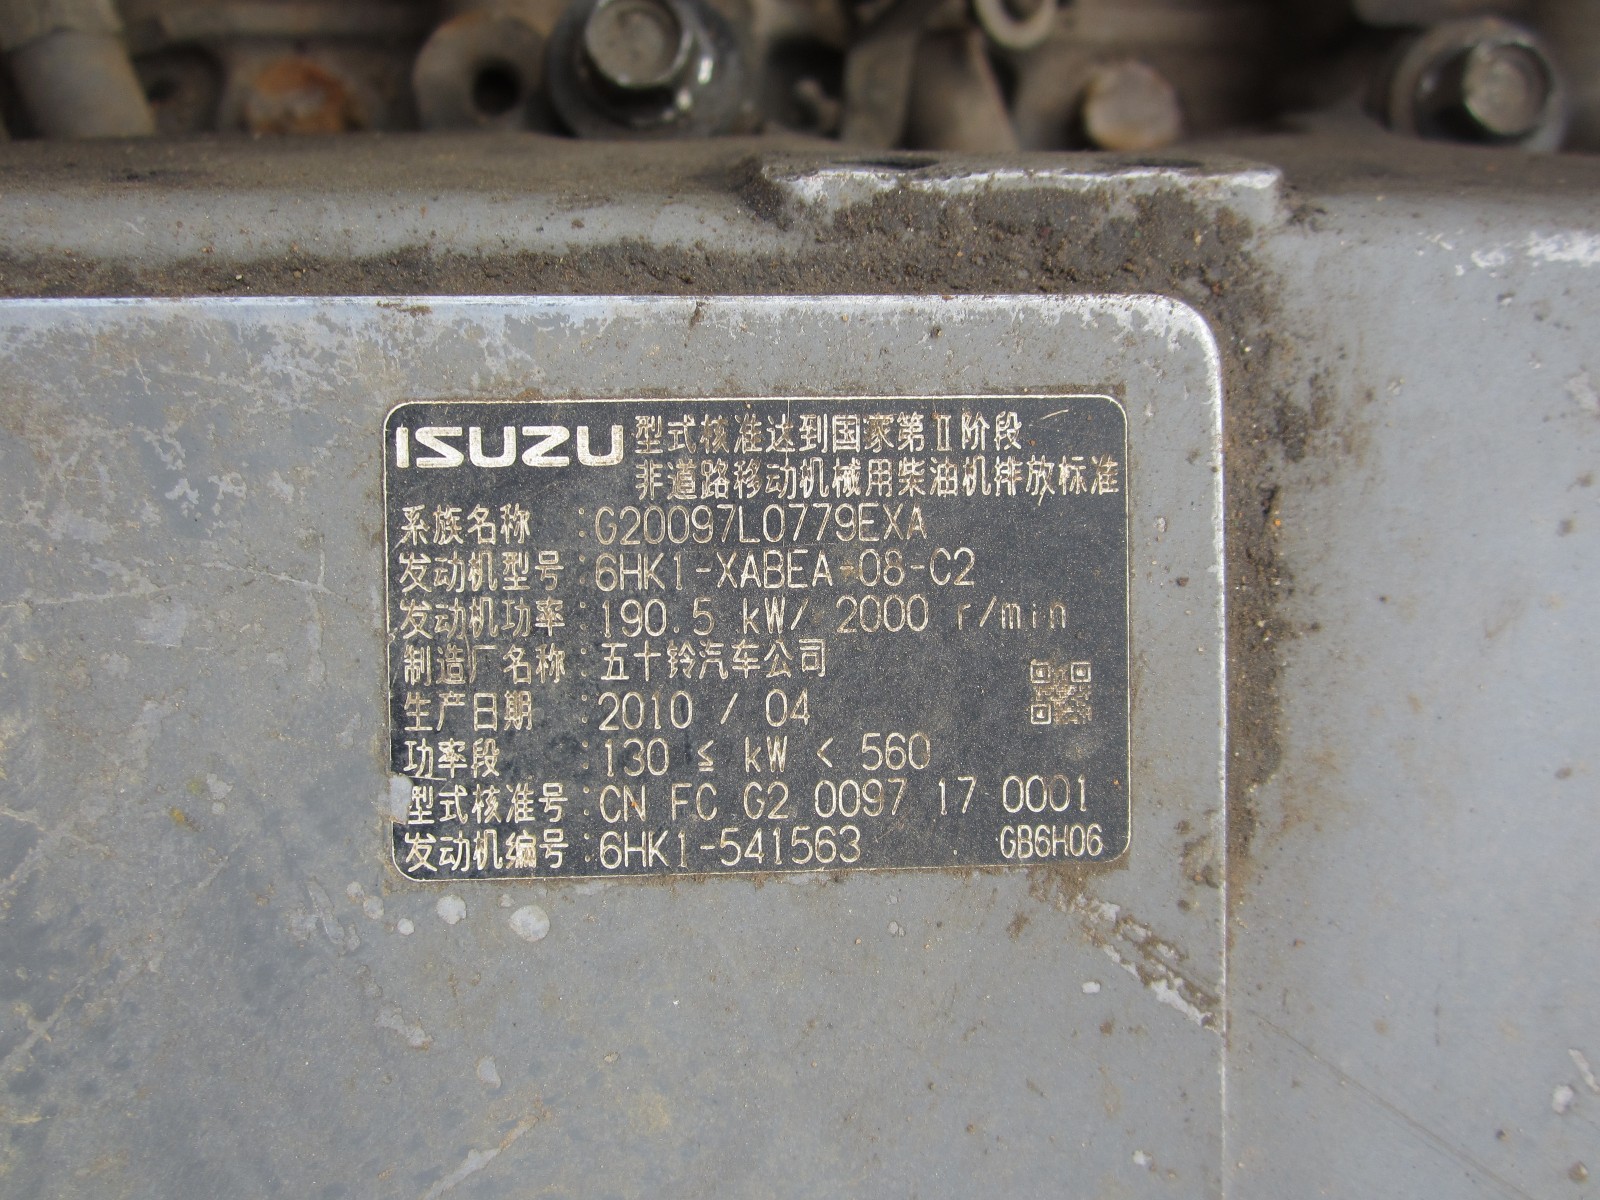 ISUZU 型式核准达到国家第Ⅱ阶段
非道路移动机械用柴油机排放标准
系族名称 : G20097L0779EXA
发动机型号 : 6HK1-XABEA-08-C2
发动机功率 : 190.5 kW/ 2000 r/min
制造厂名称 : 五十铃汽车公司
生产日期 : 2010 / 04
功率段 : 130 ≤ kW < 560
型式核准号 : CN FC G2 0097 17 0001
发动机编号 : 6HK1-541563 GB6H06